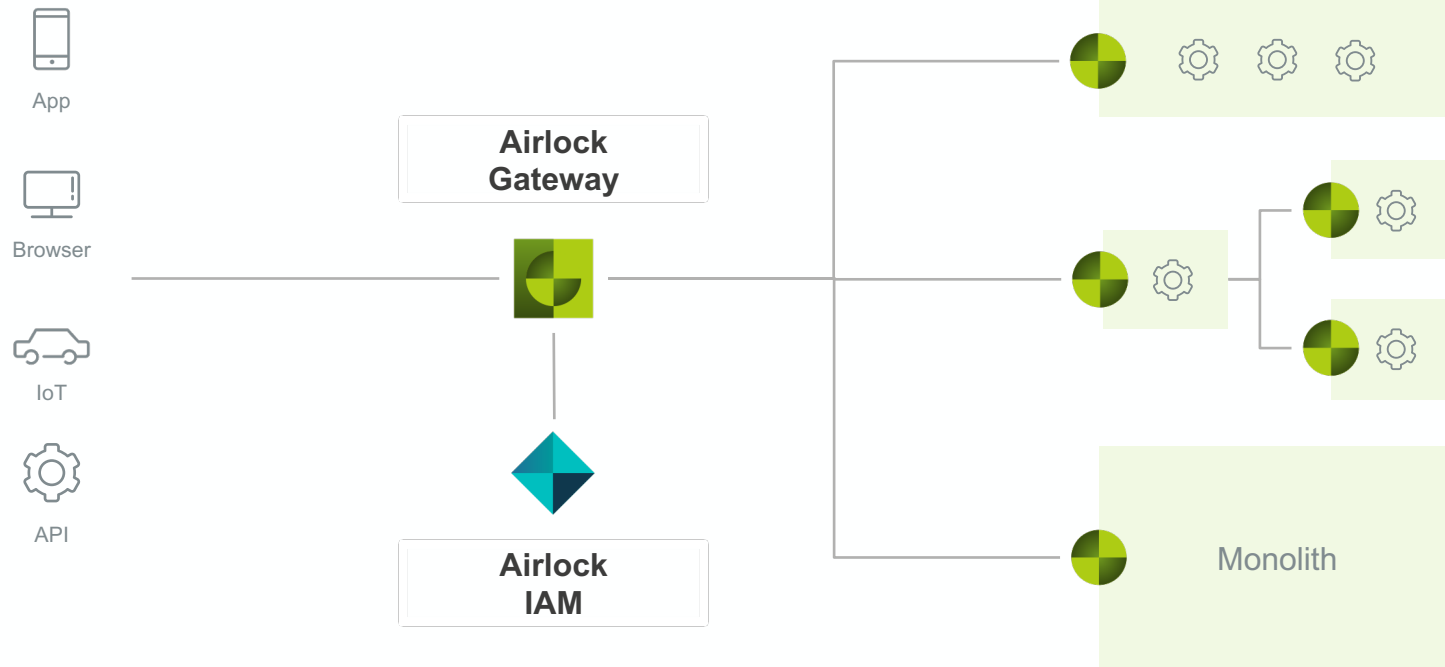 App
Browser
IoT
API
Airlock
Gateway
Airlock
IAM
Monolith